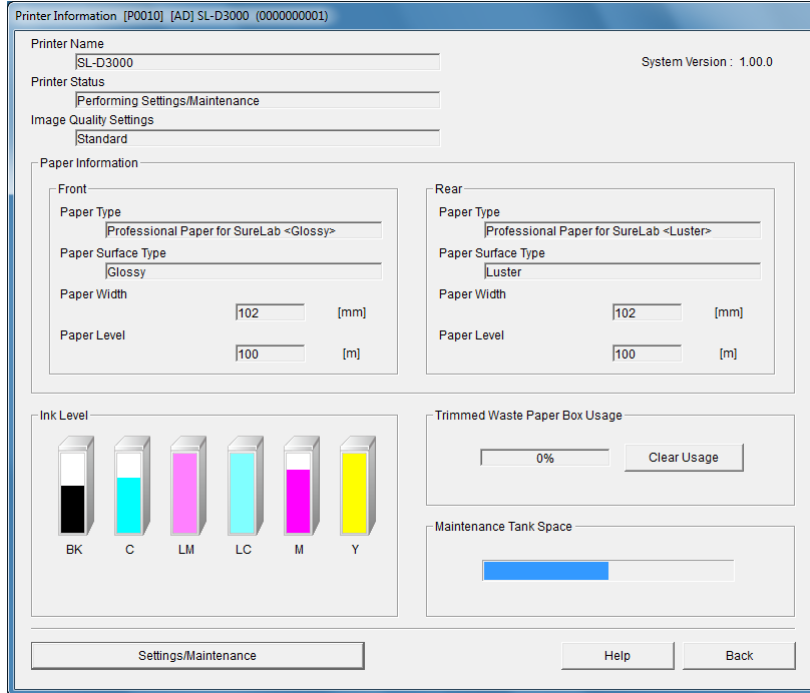 Printer Information [P0010] [AD] SL-D3000 (0000000001)
Printer Name
SL-D3000
System Version : 1.00.0
Printer Status
Performing Settings/Maintenance
Image Quality Settings
Standard
Paper Information
Front
Paper Type
Professional Paper for SureLab <Glossy>
Paper Surface Type
Glossy
Paper Width
102 [mm]
Paper Level
100 [m]
Rear
Paper Type
Professional Paper for SureLab <Luster>
Paper Surface Type
Luster
Paper Width
102 [mm]
Paper Level
100 [m]
Ink Level
BK C LM LC M Y
Trimmed Waste Paper Box Usage
0% Clear Usage
Maintenance Tank Space
Settings/Maintenance Help Back